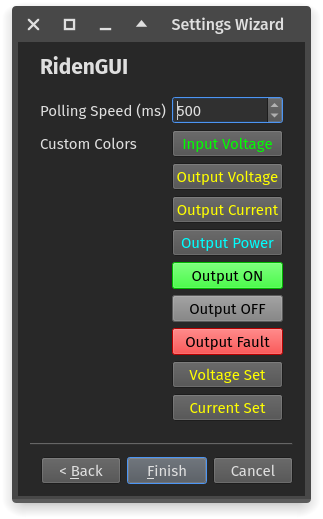 Settings Wizard
RidenGUI
Polling Speed (ms) 500
Custom Colors Input Voltage
Output Voltage
Output Current
Output Power
Output ON
Output OFF
Output Fault
Voltage Set
Current Set
< Back Finish Cancel